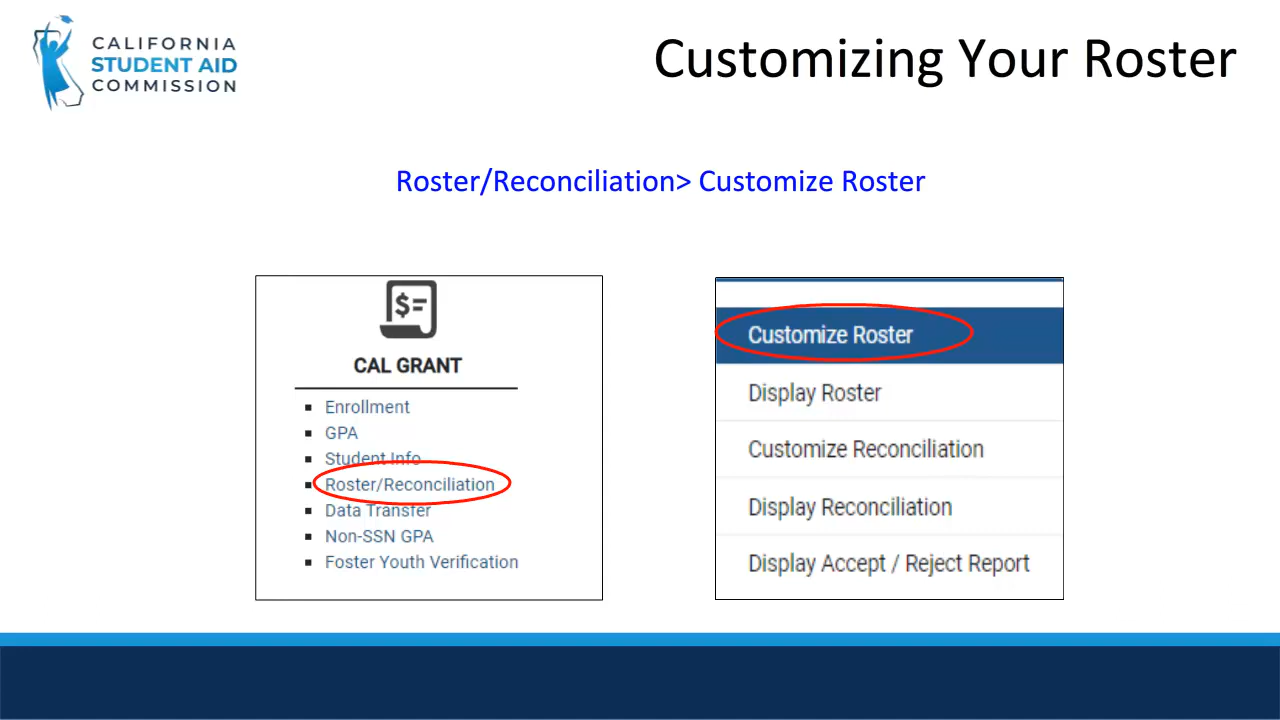 CALIFORNIA
STUDENT AID
COMMISSION
Customizing Your Roster
Roster/Reconciliation> Customize Roster
$=
CAL GRANT
Enrollment
GPA
Student Info
Roster/Reconciliation
Data Transfer
Non-SSN GPA
Foster Youth Verification
Customize Roster
Display Roster
Customize Reconciliation
Display Reconciliation
Display Accept / Reject Report